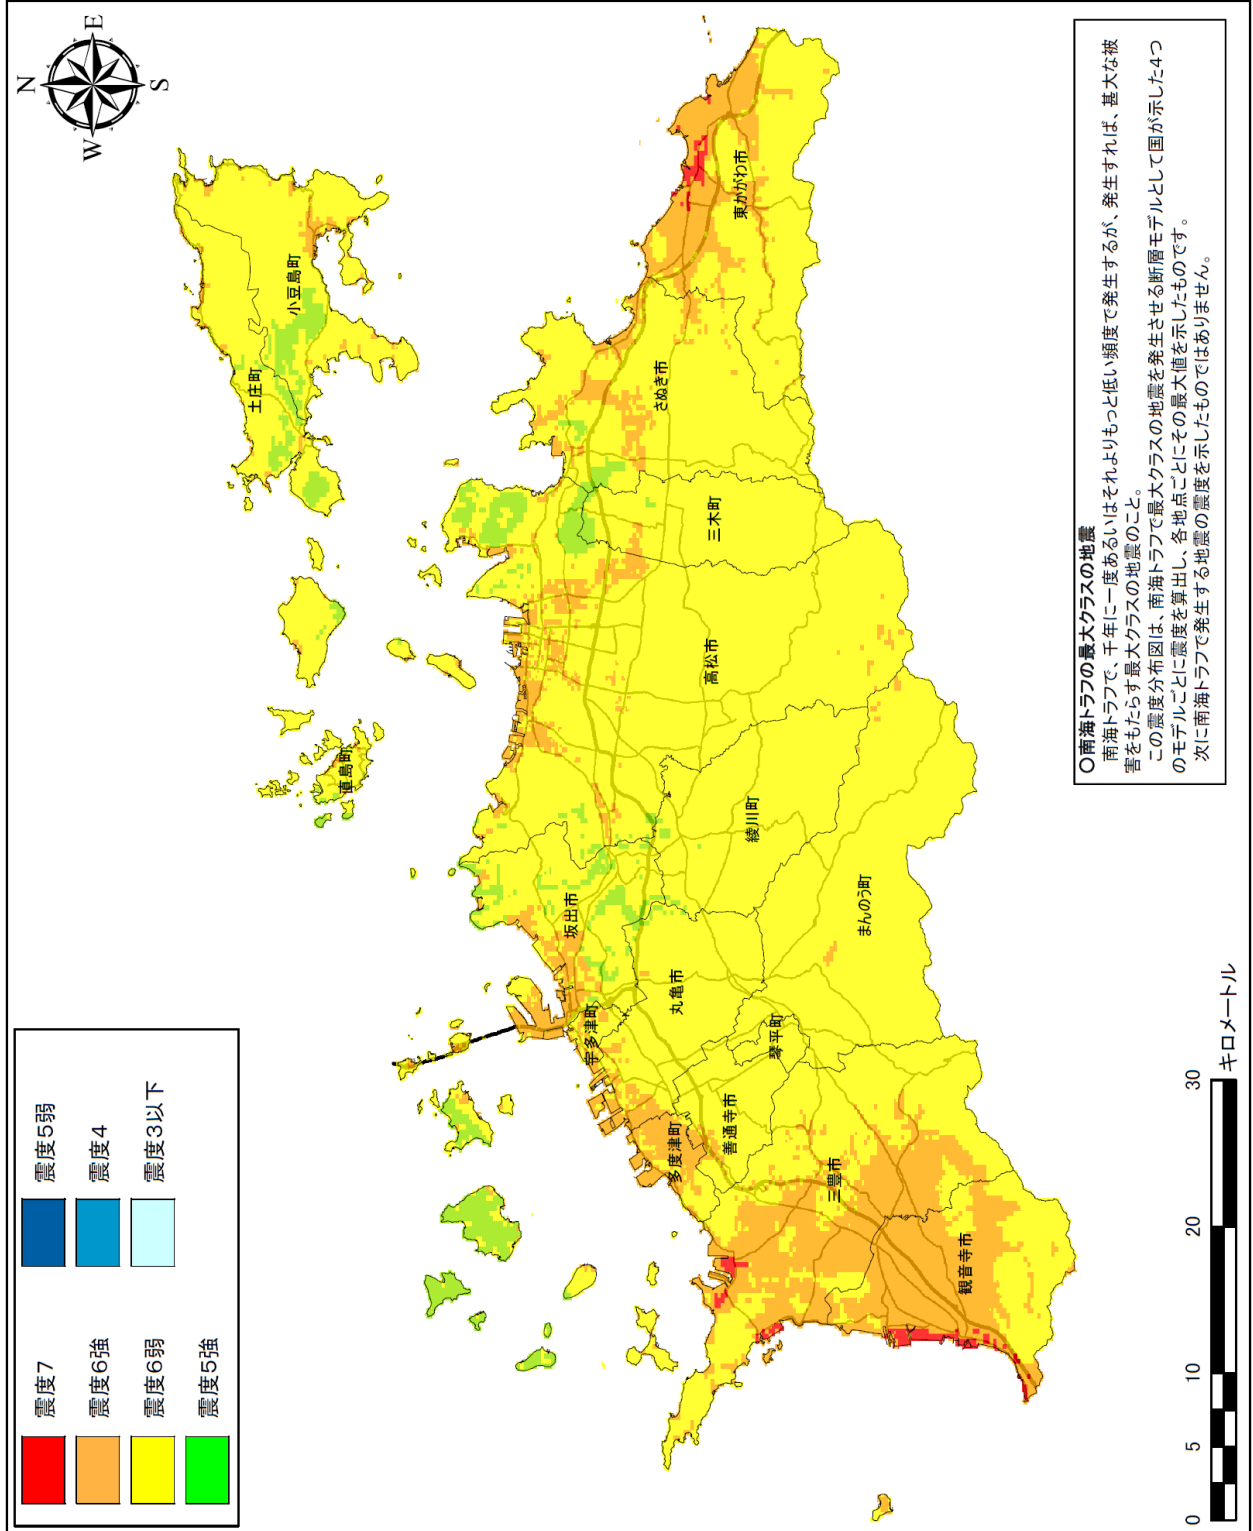 震度7
震度6強
震度6弱
震度5強
震度5弱
震度4
震度3以下
N
E
S
W
土庄町
小豆島町
直島町
東かがわ市
さぬき市
三木町
高松市
綾川町
坂出市
宇多津町
丸亀市
まんのう町
琴平町
善通寺市
多度津町
三豊市
観音寺市
0 5 10 20 30
キロメートル
○南海トラフの最大クラスの地震
南海トラフで、千年に一度あるいはそれよりもっと低い頻度で発生するが、発生すれば、甚大な被
害をもたらす最大クラスの地震のこと。
この震度分布図は、南海トラフで最大クラスの地震を発生させる断層モデルとして国が示した4つ
のモデルごとに震度を算出し、各地点ごとにその最大値を示したものです。
次に南海トラフで発生する地震の震度を示したものではありません。